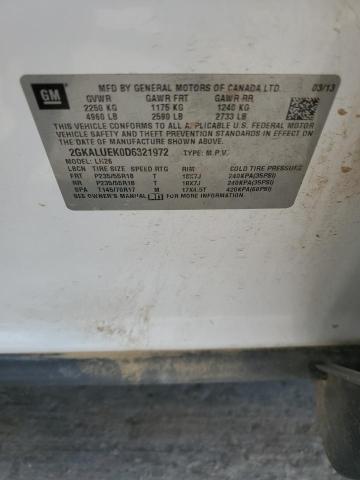 GM
MFD BY GENERAL MOTORS OF CANADA LTD. 03/13
GVWR GAWR FRT GAWR RR
2250 KG 1175 KG 1240 KG
4960 LB 2590 LB 2733 LB
THIS VEHICLE CONFORMS TO ALL APPLICABLE U.S. FEDERAL MOTOR
VEHICLE SAFETY AND THEFT PREVENTION STANDARDS IN EFFECT ON THE
DATE OF MANUFACTURE SHOWN ABOVE.
2GKALUEK0D6321972 TYPE: M.P.V.
MODEL: LH26
LBCN TIRE SIZE SPEED RTG RIM COLD TIRE PRESSURE
FRT P235/55R18 T 18X7J 240KPA(35PSI)
RR P235/55R18 T 18X7J 240KPA(35PSI)
SPA T145/70R17 M 17X4.5T 420KPA(60PSI)
SEE OWNER'S MANUAL FOR MORE INFORMATION.